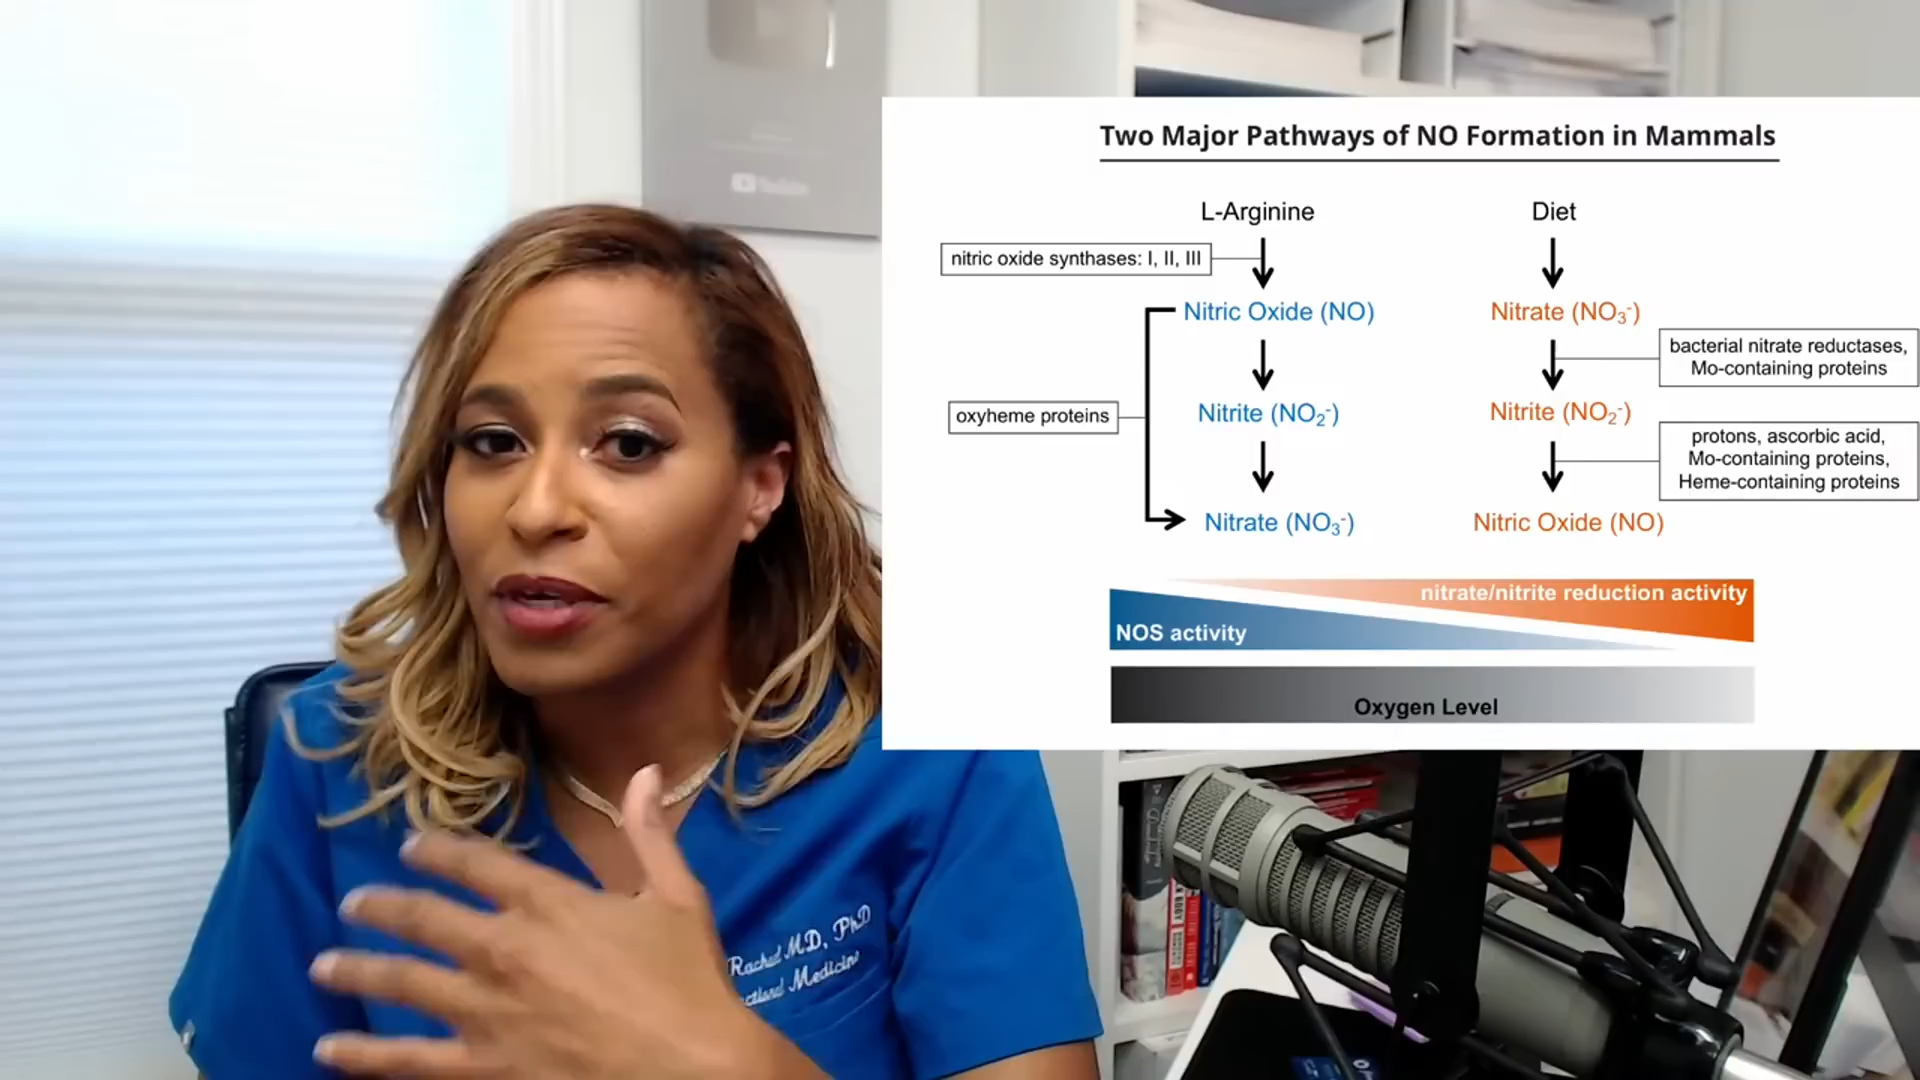 YouTube
Two Major Pathways of NO Formation in Mammals
L-Arginine
Diet
nitric oxide synthases: I, II, III
Nitric Oxide (NO)
Nitrate (NO₃⁻)
bacterial nitrate reductases,
Mo-containing proteins
oxyheme proteins
Nitrite (NO₂⁻)
Nitrite (NO₂⁻)
protons, ascorbic acid,
Mo-containing proteins,
Heme-containing proteins
Nitrate (NO₃⁻)
Nitric Oxide (NO)
nitrate/nitrite reduction activity
NOS activity
Oxygen Level
Rachel M.D, PhD
Medicine